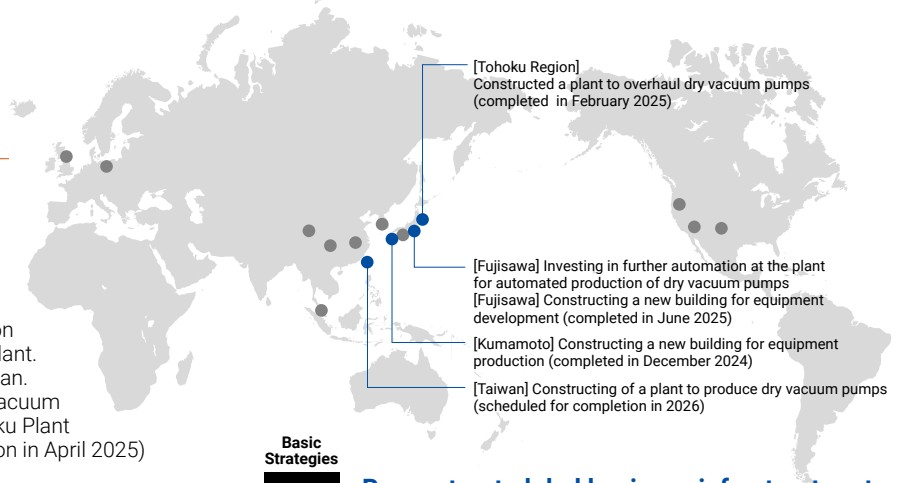 [Tohoku Region]
Constructed a plant to overhaul dry vacuum pumps
(completed in February 2025)
[Fujisawa] Investing in further automation at the plant
for automated production of dry vacuum pumps
[Fujisawa] Constructing a new building for equipment
development (completed in June 2025)
[Kumamoto] Constructing a new building for equipment
production (completed in December 2024)
[Taiwan] Constructing of a plant to produce dry vacuum pumps
(scheduled for completion in 2026)
on
lant.
an.
acuum
ku Plant
on in April 2025)
Basic
Strategies